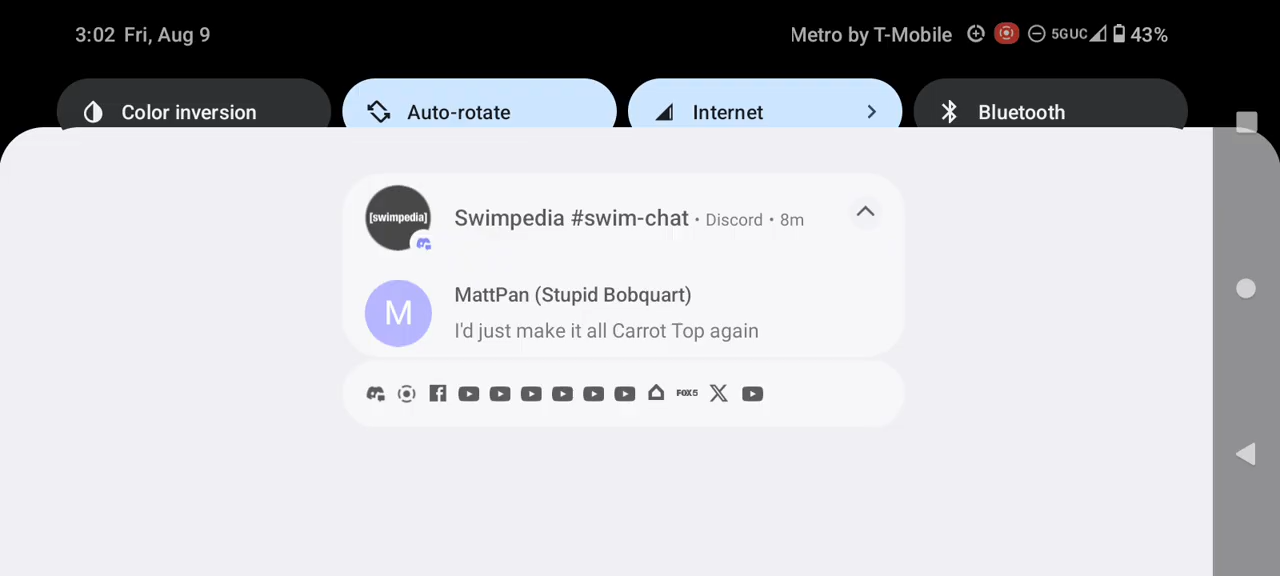 3:02 Fri, Aug 9
Metro by T-Mobile 5GUC 43%
Color inversion
Auto-rotate
Internet
Bluetooth
[swimpedia]
Swimpedia #swim-chat • Discord • 8m
M
MattPan (Stupid Bobquart)
I'd just make it all Carrot Top again
FOX5